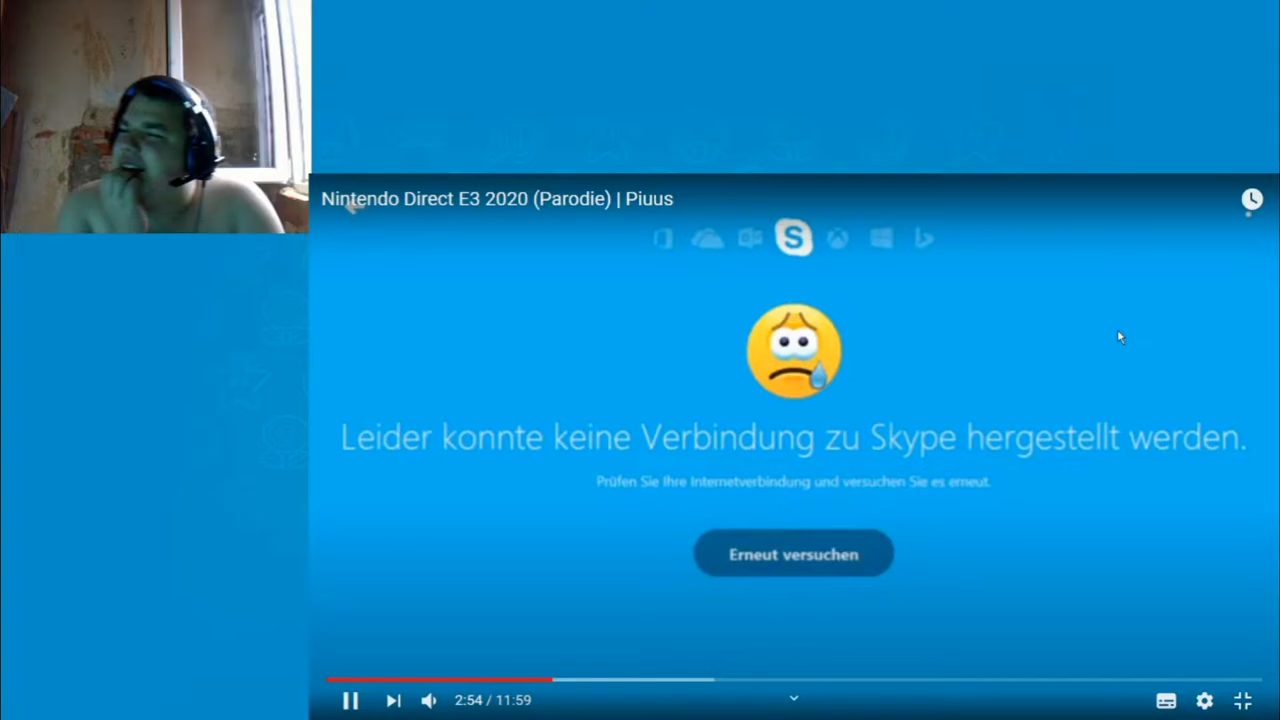 Nintendo Direct E3 2020 (Parodie) | Piuus
S
Leider konnte keine Verbindung zu Skype hergestellt werden.
Prüfen Sie Ihre Internetverbindung und versuchen Sie es erneut.
Erneut versuchen
2:54 / 11:59